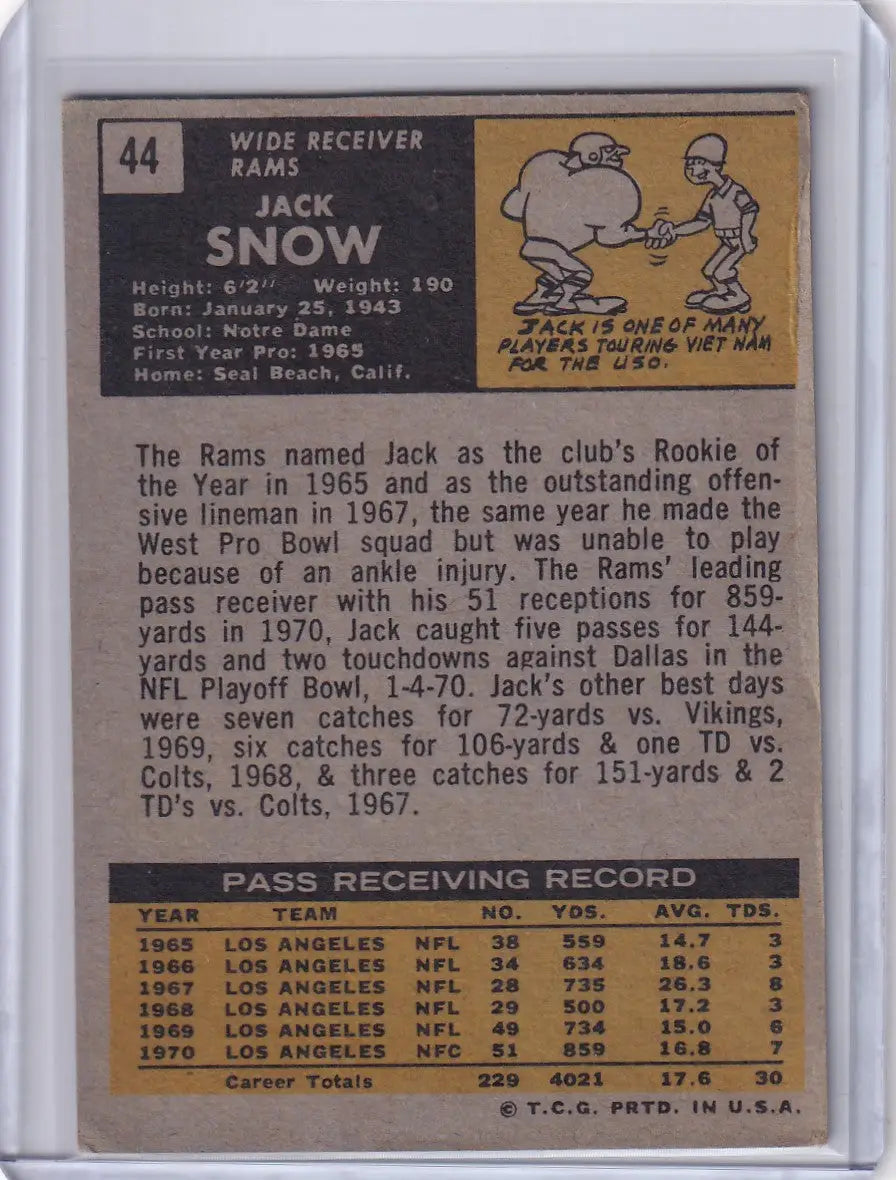 44
WIDE RECEIVER
RAMS
JACK
SNOW
Height: 6'2" Weight: 190
Born: January 25, 1943
School: Notre Dame
First Year Pro: 1965
Home: Seal Beach, Calif.
JACK IS ONE OF MANY
PLAYERS TOURING VIET NAM
FOR THE USO.
The Rams named Jack as the club's Rookie of
the Year in 1965 and as the outstanding offen-
sive lineman in 1967, the same year he made the
West Pro Bowl squad but was unable to play
because of an ankle injury. The Rams' leading
pass receiver with his 51 receptions for 859-
yards in 1970, Jack caught five passes for 144-
yards and two touchdowns against Dallas in the
NFL Playoff Bowl, 1-4-70. Jack's other best days
were seven catches for 72-yards vs. Vikings,
1969, six catches for 106-yards & one TD vs.
Colts, 1968, & three catches for 151-yards & 2
TD's vs. Colts, 1967.
PASS RECEIVING RECORD
YEAR TEAM NO. YDS. AVG. TDS.
1965 LOS ANGELES NFL 38 559 14.7 3
1966 LOS ANGELES NFL 34 634 18.6 3
1967 LOS ANGELES NFL 28 735 26.3 8
1968 LOS ANGELES NFL 29 500 17.2 3
1969 LOS ANGELES NFL 49 734 15.0 6
1970 LOS ANGELES NFC 51 859 16.8 7
Career Totals 229 4021 17.6 30
© T.C.G. PRTD. IN U.S.A.